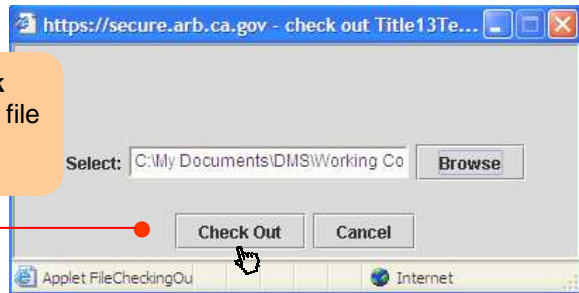 https://secure.arb.ca.gov - check out Title13Te...
k
file
Select: C:\My Documents\DMS\Working Co Browse
Check Out Cancel
Applet FileCheckingOu Internet